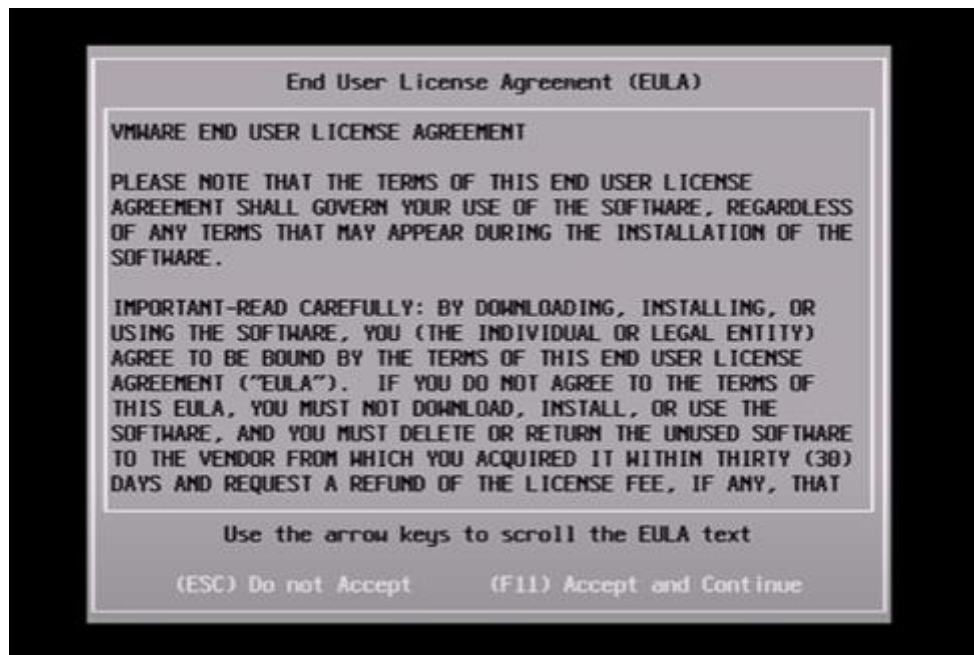 End User License Agreement (EULA)
VMWARE END USER LICENSE AGREEMENT
PLEASE NOTE THAT THE TERMS OF THIS END USER LICENSE
AGREEMENT SHALL GOVERN YOUR USE OF THE SOFTWARE, REGARDLESS
OF ANY TERMS THAT MAY APPEAR DURING THE INSTALLATION OF THE
SOFTWARE.
IMPORTANT-READ CAREFULLY: BY DOWNLOADING, INSTALLING, OR
USING THE SOFTWARE, YOU (THE INDIVIDUAL OR LEGAL ENTITY)
AGREE TO BE BOUND BY THE TERMS OF THIS END USER LICENSE
AGREEMENT ("EULA").  IF YOU DO NOT AGREE TO THE TERMS OF
THIS EULA, YOU MUST NOT DOWNLOAD, INSTALL, OR USE THE
SOFTWARE, AND YOU MUST DELETE OR RETURN THE UNUSED SOFTWARE
TO THE VENDOR FROM WHICH YOU ACQUIRED IT WITHIN THIRTY (30)
DAYS AND REQUEST A REFUND OF THE LICENSE FEE, IF ANY, THAT
Use the arrow keys to scroll the EULA text
(ESC) Do not Accept (F11) Accept and Continue